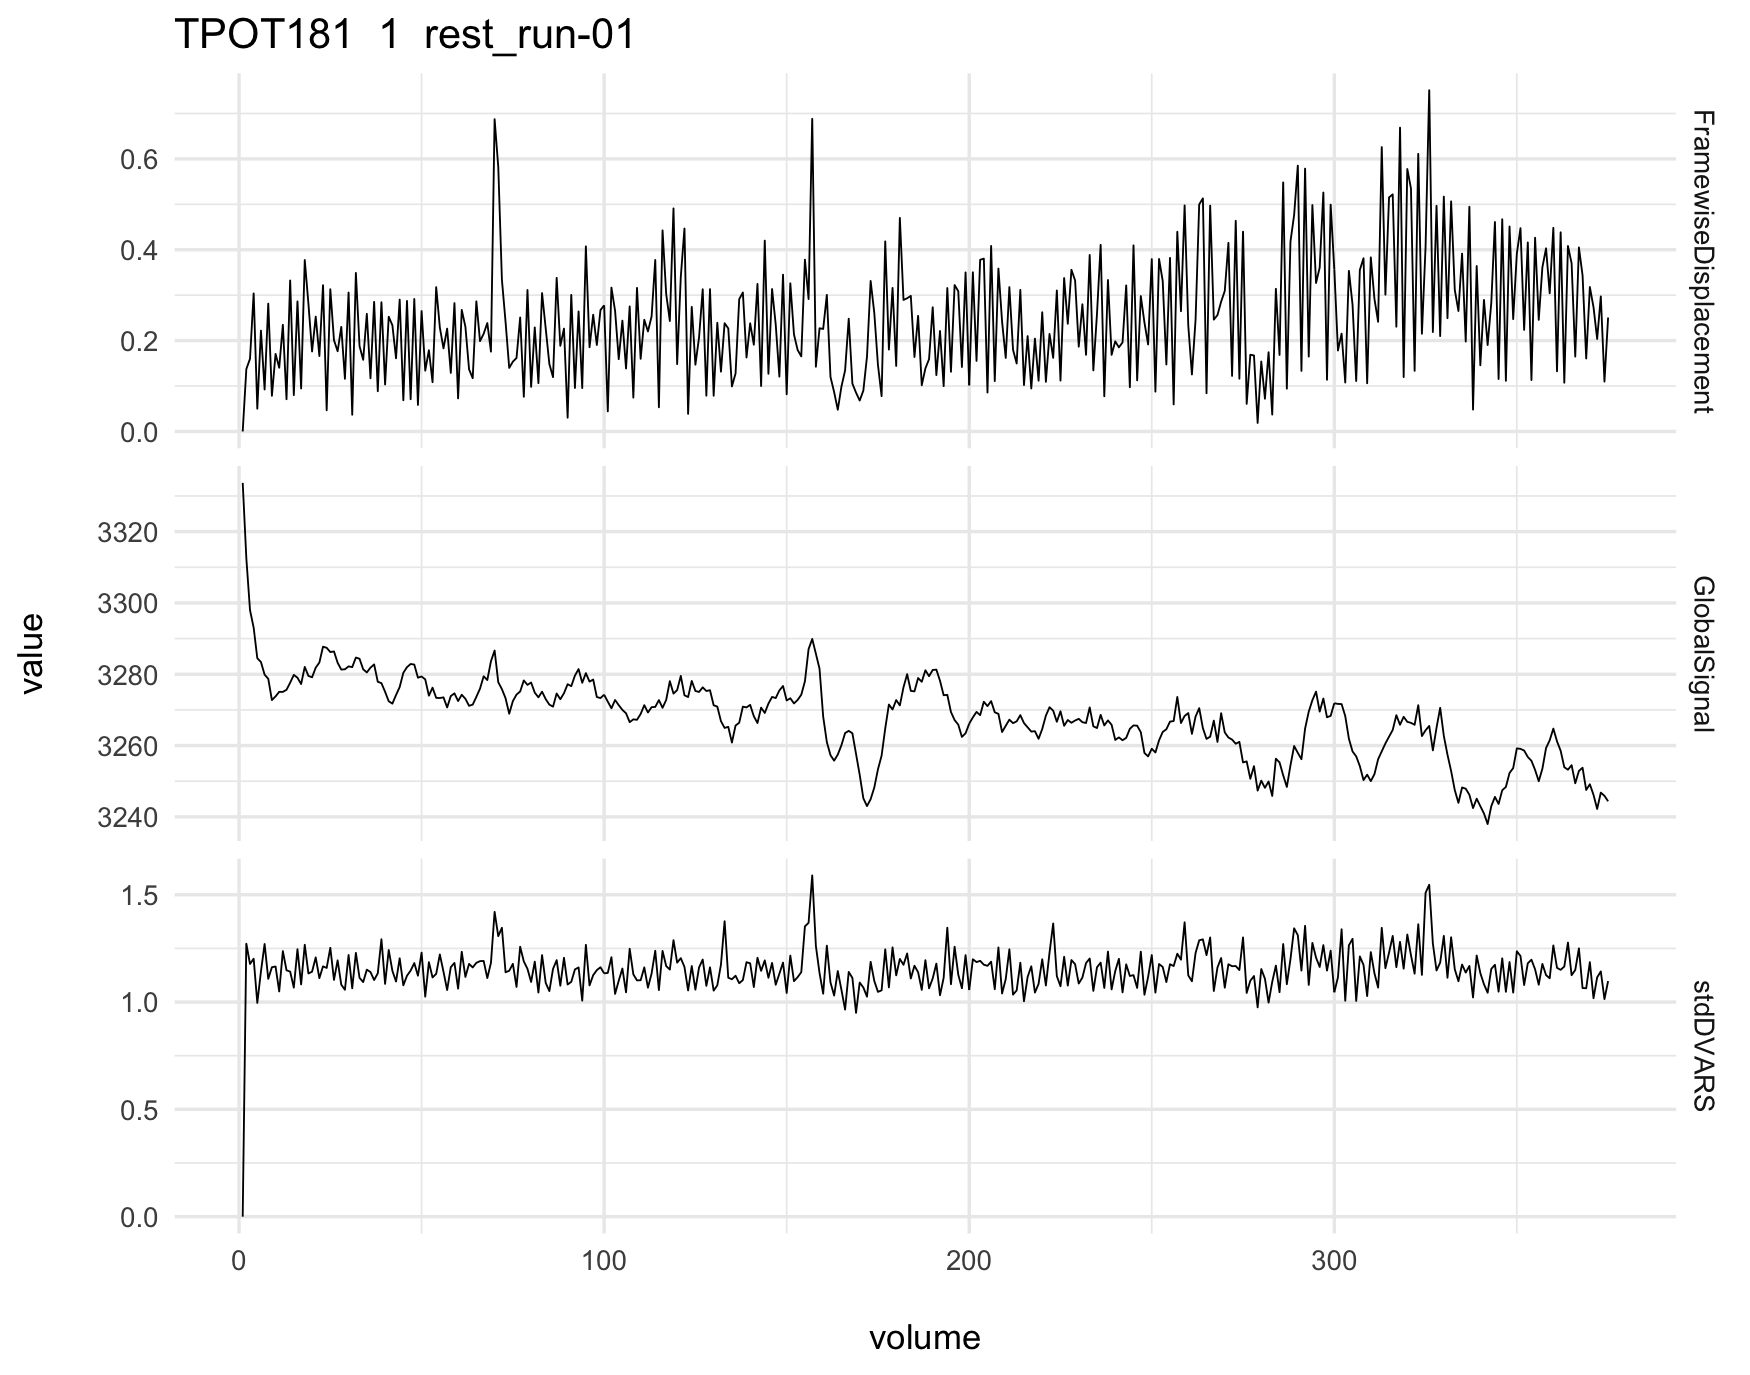 TPOT181  1  rest_run-01
0.6
0.4
0.2
0.0
FramewiseDisplacement
3320
3300
3280
3260
3240
GlobalSignal
value
1.5
1.0
0.5
0.0
stdDVARS
0 100 200 300
volume